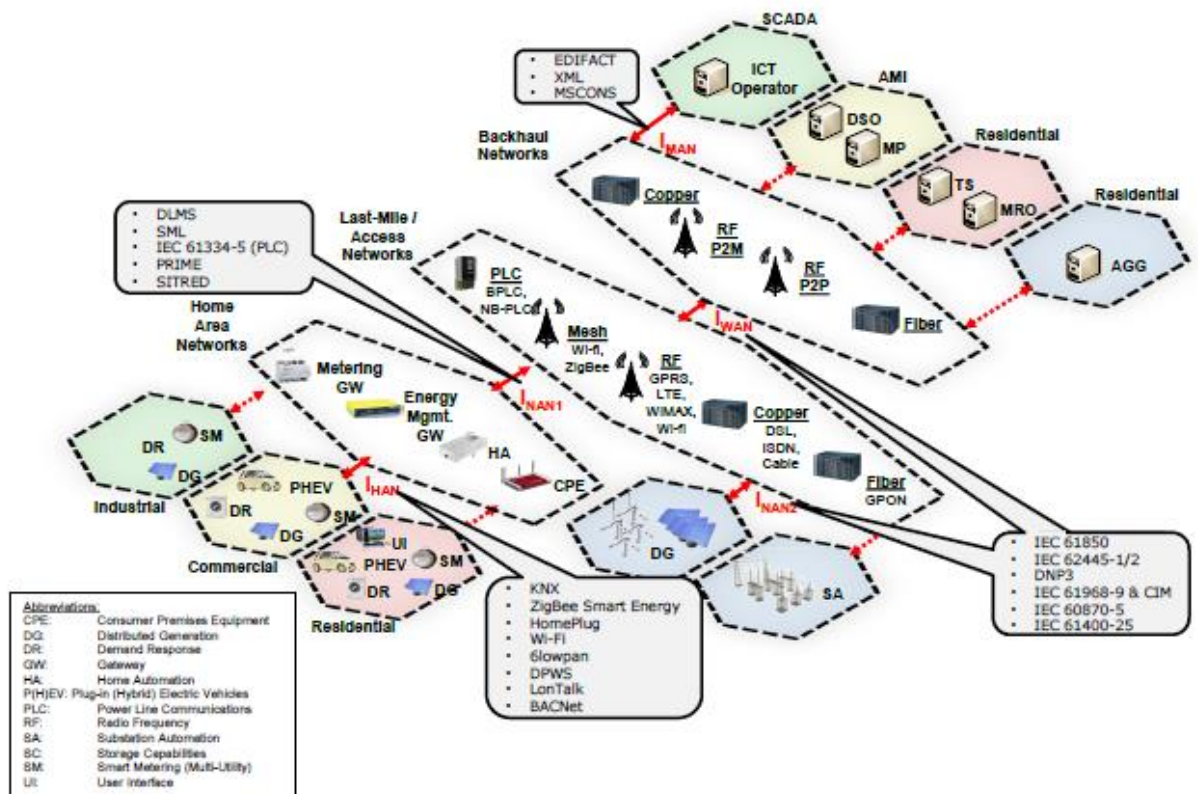 SCADA
• EDIFACT
• XML
• MSCONS
ICT
Operator
AMI
DSO
MP
Residential
TS
MRO
Residential
AGG
Backhaul
Networks
I MAN
Copper
RF
P2M
RF
P2P
Fiber
• DLMS
• SML
• IEC 61334-5 (PLC)
• PRIME
• SITRED
Last-Mile /
Access
Networks
PLC
BPLC,
NB-PLC
Mesh
Wi-fi,
ZigBee
RF
GPRS,
LTE,
WIMAX,
Wi-fi
Copper
DSL,
ISDN,
Cable
Fiber
GPON
I WAN
Home
Area
Networks
Metering
GW
Energy
Mgmt.
GW
HA
CPE
I NAN1
I HAN
I NAN2
DR
SM
DG
Industrial
PHEV
DR
SM
DG
Commercial
UI
PHEV
SM
DR
DG
Residential
DG
SA
• KNX
• ZigBee Smart Energy
• HomePlug
• Wi-Fi
• 6lowpan
• DPWS
• LonTalk
• BACNet
• IEC 61850
• IEC 62445-1/2
• DNP3
• IEC 61968-9 & CIM
• IEC 60870-5
• IEC 61400-25
Abbreviations:
CPE: Consumer Premises Equipment
DG: Distributed Generation
DR: Demand Response
GW: Gateway
HA: Home Automation
P(H)EV: Plug-in (Hybrid) Electric Vehicles
PLC: Power Line Communications
RF: Radio Frequency
SA: Substation Automation
SC: Storage Capabilities
SM: Smart Metering (Multi-Utility)
UI: User Interface